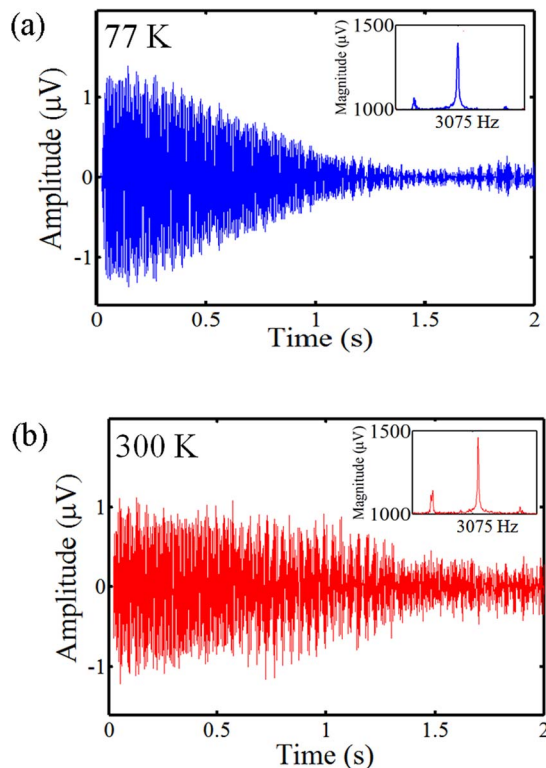 (a)
77 K
1500
Magnitude(μV)
1000
3075 Hz
Amplitude (μV)
1
0
-1
0 0.5 1 1.5 2
Time (s)
(b)
300 K
1500
Magnitude(μV)
1000
3075 Hz
Amplitude (μV)
1
0
-1
0 0.5 1 1.5 2
Time (s)